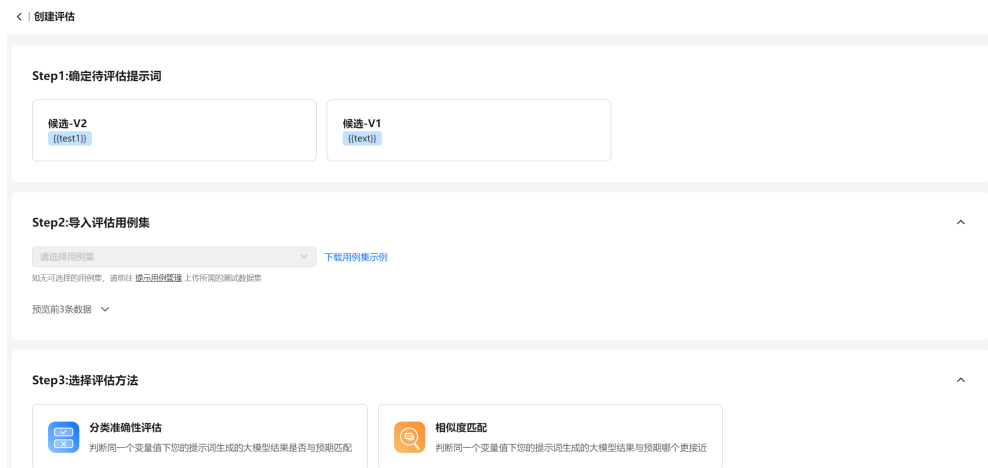 创建评估
Step1:确定待评估提示词
候选-V2
{{test1}}
候选-V1
{{text}}
Step2:导入评估用例集
请选择用例集
下载用例集示例
如无可选择的用例集，请前往 提示用例管理 上传所需的测试数据集
预览前3条数据
Step3:选择评估方法
分类准确性评估
判断同一个变量值下您的提示词生成的大模型结果是否与预期匹配
相似度匹配
判断同一个变量值下您的提示词生成的大模型结果与预期哪个更接近